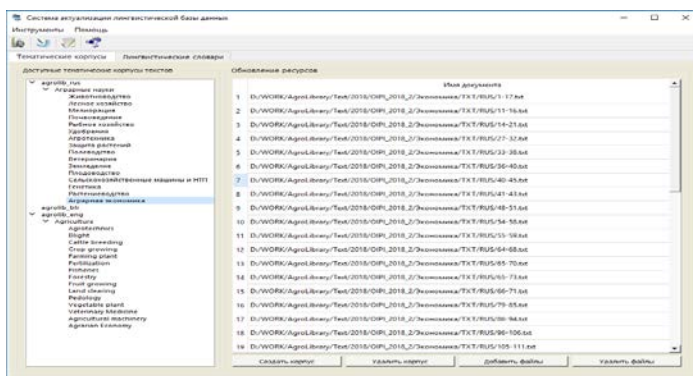 Система актуализации лингвистической базы данных
Инструменты Помощь
Тематические корпусы Лингвистические словари
Доступные тематические корпусы текстов
Обновление ресурсов
agrolib_rus
Аграрные науки
Животноводство
Лесное хозяйство
Мелиорация
Почвоведение
Рыбное хозяйство
Удобрения
Агротехника
Защита растений
Полеводство
Ветеринария
Земледелие
Плодоводство
Сельскохозяйственные машины и НТП
Генетика
Растениеводство
Аграрная экономика
agrolib_bli
agrolib_eng
Agriculture
Agrotechnics
Blight
Cattle breeding
Crop growing
Farming plant
Fertilization
Fisheries
Forestry
Fruit growing
Land clearing
Pedology
Vegetable plant
Veterinary Medicine
Agricultural machinery
Agrarian Economy
Имя документа
1 D:/WORK/AgroLibrary/Text/2018/OIPI_2018_2/Экономика/TXT/RUS/1-17.txt
2 D:/WORK/AgroLibrary/Text/2018/OIPI_2018_2/Экономика/TXT/RUS/11-16.txt
3 D:/WORK/AgroLibrary/Text/2018/OIPI_2018_2/Экономика/TXT/RUS/14-21.txt
4 D:/WORK/AgroLibrary/Text/2018/OIPI_2018_2/Экономика/TXT/RUS/27-32.txt
5 D:/WORK/AgroLibrary/Text/2018/OIPI_2018_2/Экономика/TXT/RUS/33-38.txt
6 D:/WORK/AgroLibrary/Text/2018/OIPI_2018_2/Экономика/TXT/RUS/36-40.txt
7 D:/WORK/AgroLibrary/Text/2018/OIPI_2018_2/Экономика/TXT/RUS/40-45.txt
8 D:/WORK/AgroLibrary/Text/2018/OIPI_2018_2/Экономика/TXT/RUS/41-43.txt
9 D:/WORK/AgroLibrary/Text/2018/OIPI_2018_2/Экономика/TXT/RUS/48-51.txt
10 D:/WORK/AgroLibrary/Text/2018/OIPI_2018_2/Экономика/TXT/RUS/54-58.txt
11 D:/WORK/AgroLibrary/Text/2018/OIPI_2018_2/Экономика/TXT/RUS/55-59.txt
12 D:/WORK/AgroLibrary/Text/2018/OIPI_2018_2/Экономика/TXT/RUS/64-68.txt
13 D:/WORK/AgroLibrary/Text/2018/OIPI_2018_2/Экономика/TXT/RUS/65-70.txt
14 D:/WORK/AgroLibrary/Text/2018/OIPI_2018_2/Экономика/TXT/RUS/65-73.txt
15 D:/WORK/AgroLibrary/Text/2018/OIPI_2018_2/Экономика/TXT/RUS/66-71.txt
16 D:/WORK/AgroLibrary/Text/2018/OIPI_2018_2/Экономика/TXT/RUS/79-85.txt
17 D:/WORK/AgroLibrary/Text/2018/OIPI_2018_2/Экономика/TXT/RUS/88-94.txt
18 D:/WORK/AgroLibrary/Text/2018/OIPI_2018_2/Экономика/TXT/RUS/96-106.txt
19 D:/WORK/AgroLibrary/Text/2018/OIPI_2018_2/Экономика/TXT/RUS/105-111.txt
Создать корпус Удалить корпус Добавить файлы Удалить файлы